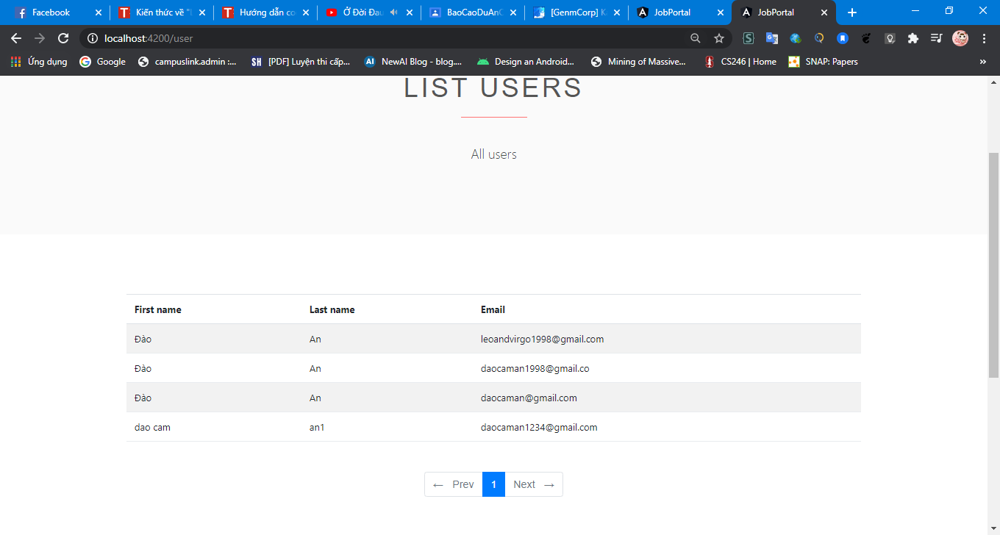 Facebook
Kiến thức về "l
Hướng dẫn co
Ở Đời Đau
BaoCaoDuAnC
[GenmCorp] K
JobPortal
JobPortal
localhost:4200/user
Ứng dụng
Google
campuslink.admin :...
SH
[PDF] Luyện thi cấp...
AI
NewAI Blog - blog....
Design an Android...
Mining of Massive...
CS246 | Home
SNAP: Papers
»
LIST USERS
All users
First name Last name Email
Đào An leoandvirgo1998@gmail.com
Đào An daocaman1998@gmail.co
Đào An daocaman@gmail.com
dao cam an1 daocaman1234@gmail.com
← Prev 1 Next →